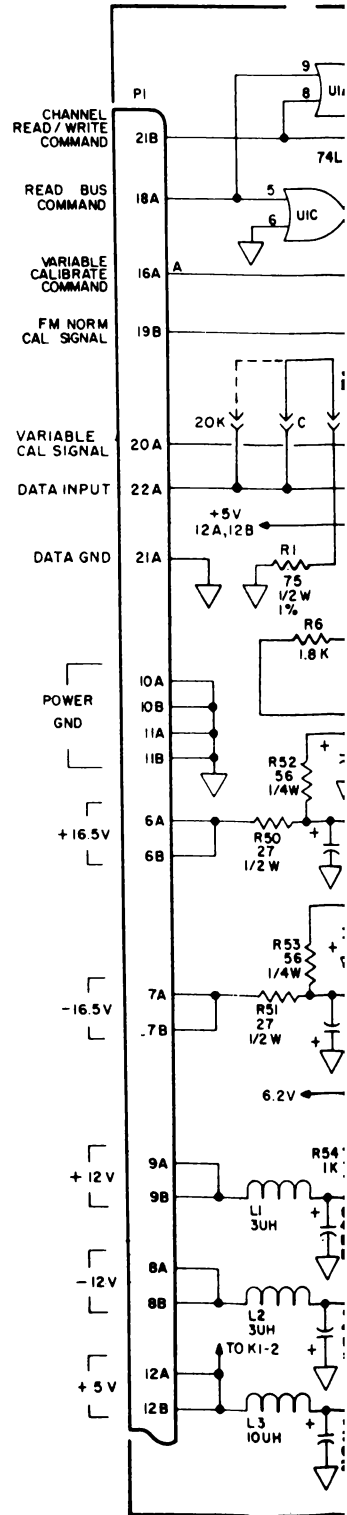 9
P1
8
CHANNEL
READ/WRITE
COMMAND
21B
74L
READ BUS
COMMAND
18A
5
U1C
6
VARIABLE
CALIBRATE
COMMAND
16A
A
FM NORM
CAL SIGNAL
19B
20K
C
VARIABLE
CAL SIGNAL
20A
DATA INPUT
22A
+5V
12A,12B
DATA GND
21A
R1
75
1/2W
1%
R6
1.8K
10A
POWER
GND
10B
11A
11B
R52
56
1/4W
+
+16.5V
6A
6B
R50
27
1/2W
+
R53
56
1/4W
+
-16.5V
7A
7B
R51
27
1/2W
+
6.2V
R54
1K
+12V
9A
9B
L1
3UH
+
-12V
8A
8B
L2
3UH
+
TO K1-2
+5V
12A
12B
L3
10UH
+